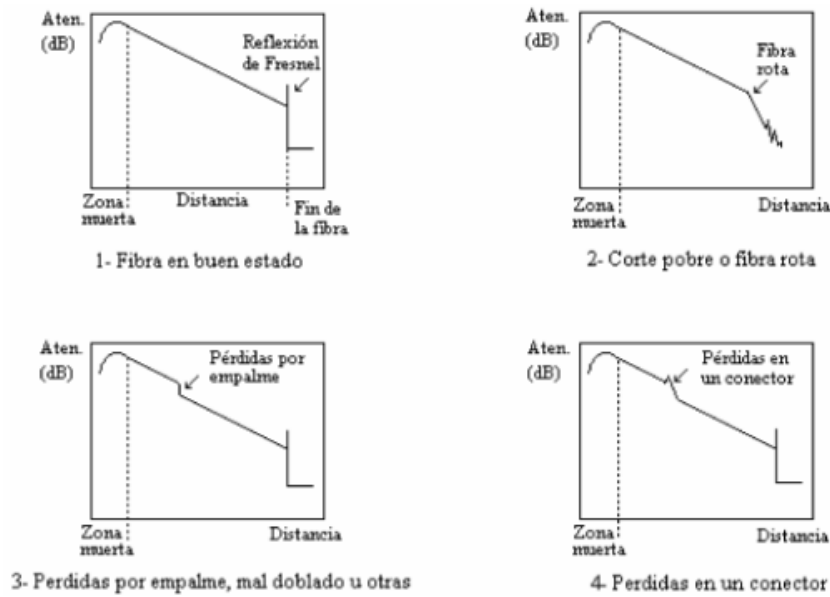 Aten.
(dB)
Reflexión
de Fresnel
Zona
muerta
Distancia
Fin de
la fibra
1- Fibra en buen estado
Aten.
(dB)
Fibra
rota
Zona
muerta
Distancia
2- Corte pobre o fibra rota
Aten.
(dB)
Pérdidas por
empalme
Zona
muerta
Distancia
3- Perdidas por empalme, mal doblado u otras
Aten.
(dB)
Pérdidas en
un conector
Zona
muerta
Distancia
4- Perdidas en un conector